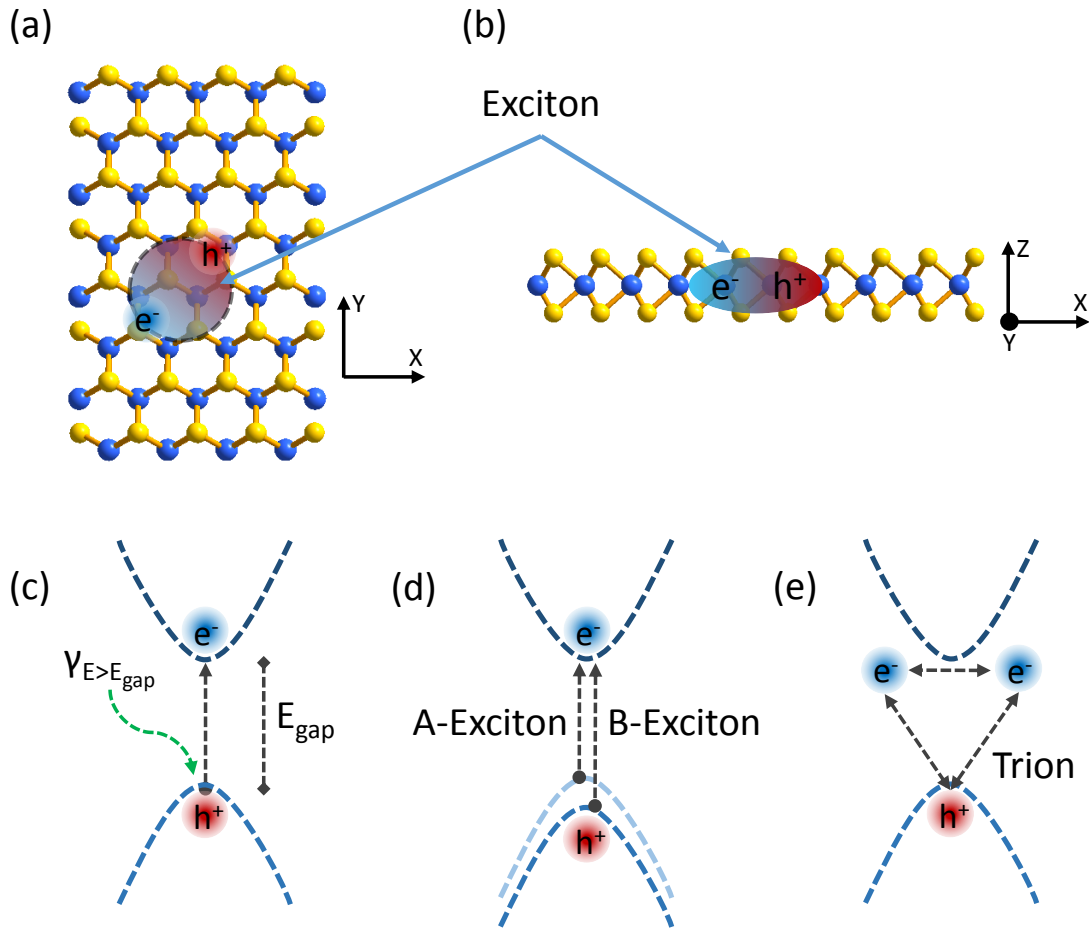 (a)
(b)
Exciton
h⁺
e⁻
Y
X
e⁻ h⁺
Z
X
Y
(c)
(d)
(e)
e⁻
γE>Egap
Egap
h⁺
e⁻
A-Exciton
B-Exciton
h⁺
e⁻
e⁻
Trion
h⁺